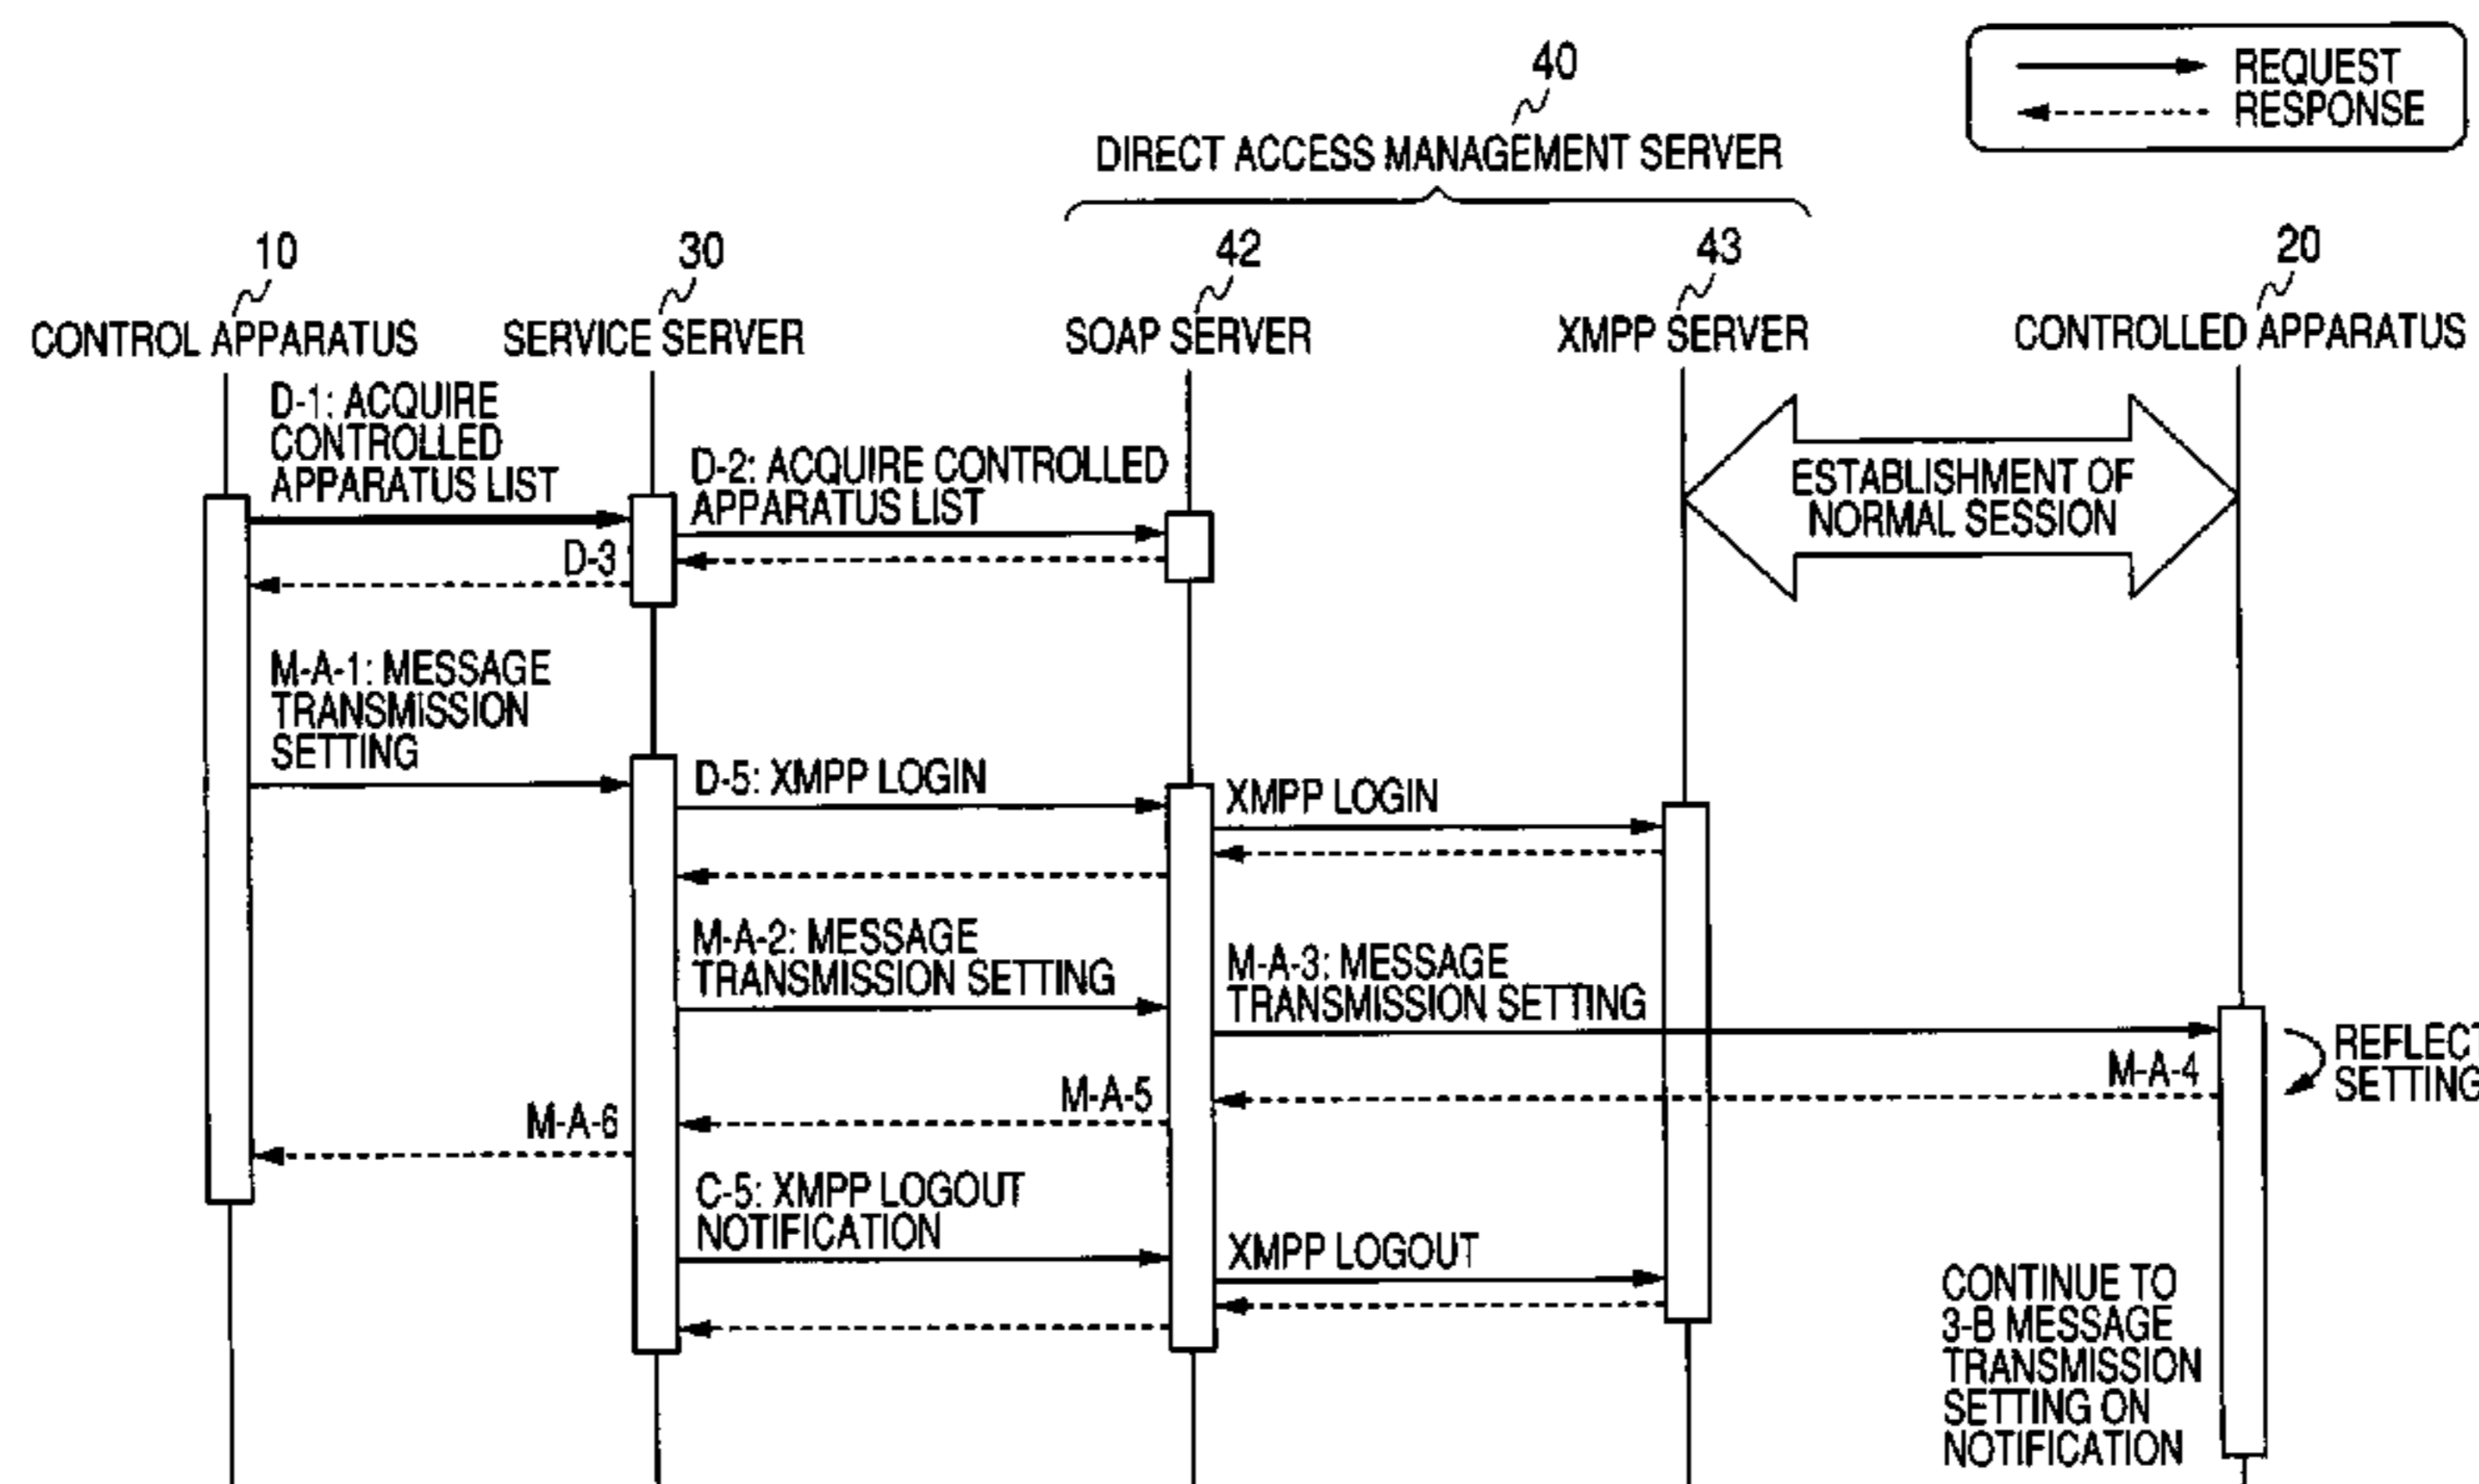 REQUEST
RESPONSE
40
DIRECT ACCESS MANAGEMENT SERVER
10
30
42
43
20
CONTROL APPARATUS
SERVICE SERVER
SOAP SERVER
XMPP SERVER
CONTROLLED APPARATUS
D-1: ACQUIRE
CONTROLLED
APPARATUS LIST
D-2: ACQUIRE CONTROLLED
APPARATUS LIST
ESTABLISHMENT OF
NORMAL SESSION
D-3
M-A-1: MESSAGE
TRANSMISSION
SETTING
D-5: XMPP LOGIN
XMPP LOGIN
M-A-2: MESSAGE
TRANSMISSION SETTING
M-A-3: MESSAGE
TRANSMISSION SETTING
REFLECT
SETTING
M-A-4
M-A-5
M-A-6
C-5: XMPP LOGOUT
NOTIFICATION
XMPP LOGOUT
CONTINUE TO
3-B MESSAGE
TRANSMISSION
SETTING ON
NOTIFICATION